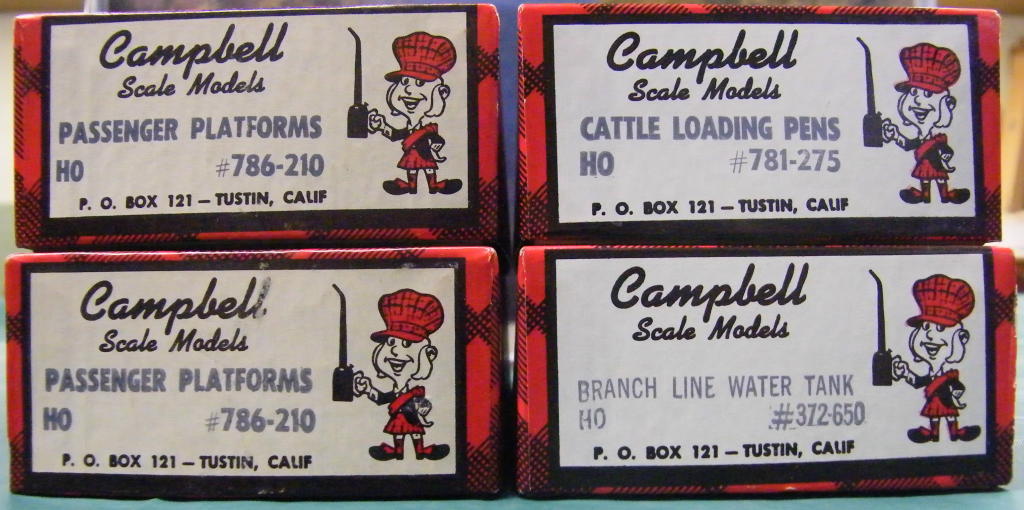 Campbell
Scale Models
PASSENGER PLATFORMS
HO #786-210
P. O. BOX 121 – TUSTIN, CALIF
Campbell
Scale Models
CATTLE LOADING PENS
HO #781-275
P. O. BOX 121 – TUSTIN, CALIF
Campbell
Scale Models
PASSENGER PLATFORMS
HO #786-210
P. O. BOX 121 – TUSTIN, CALIF
Campbell
Scale Models
BRANCH LINE WATER TANK
HO #372-650
P. O. BOX 121 – TUSTIN, CALIF